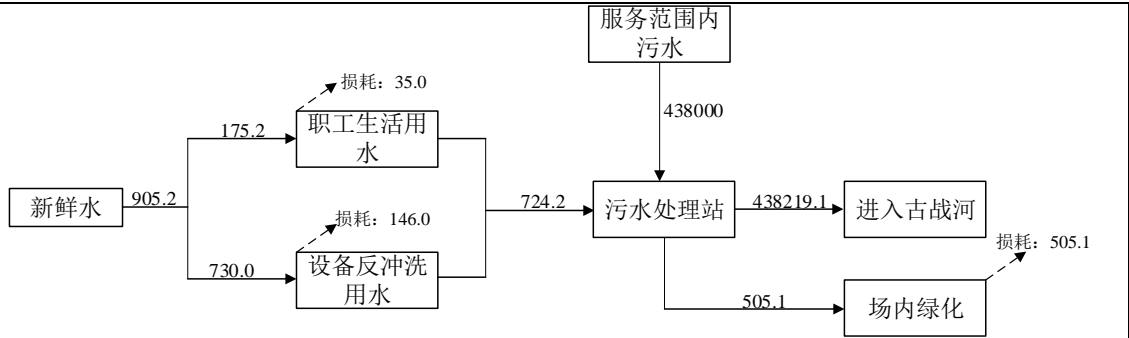 服务范围内
污水
损耗：35.0
438000
175.2
职工生活用
水
新鲜水
905.2
724.2
污水处理站
438219.1
进入古战河
损耗：146.0
损耗：505.1
730.0
设备反冲洗
用水
505.1
场内绿化